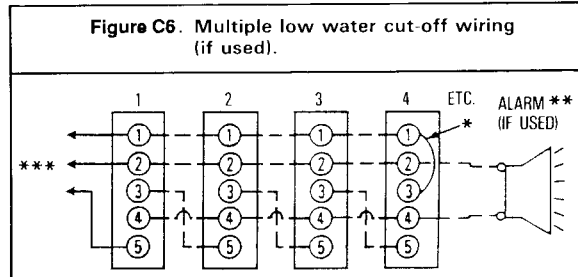 Figure C6. Multiple low water cut-off wiring
(if used).
1 2 3 4 ETC. ALARM **
* (IF USED)
1 1 1 1
*** 2 2 2 2
3 3 3 3
4 4 4 4
5 5 5 5